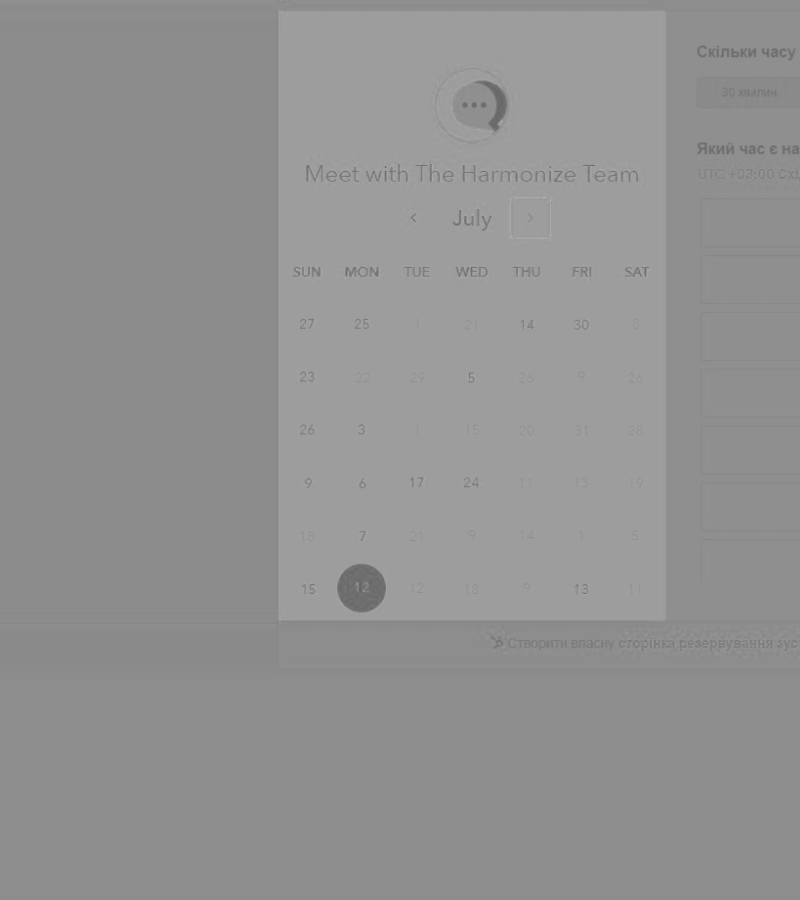 Meet with The Harmonize Team
July
SUN MON TUE WED THU FRI SAT
27 25 1 21 14 30 8
23 22 29 5 26 9 26
26 3 1 15 20 31 28
9 6 17 24 11 13 19
18 7 21 9 14 1 5
15 12 12 18 9 13 11
Скільки часу
30 хвилин
Який час є на
UTC +03:00 Схі
Створити власну сторінка резервування зус